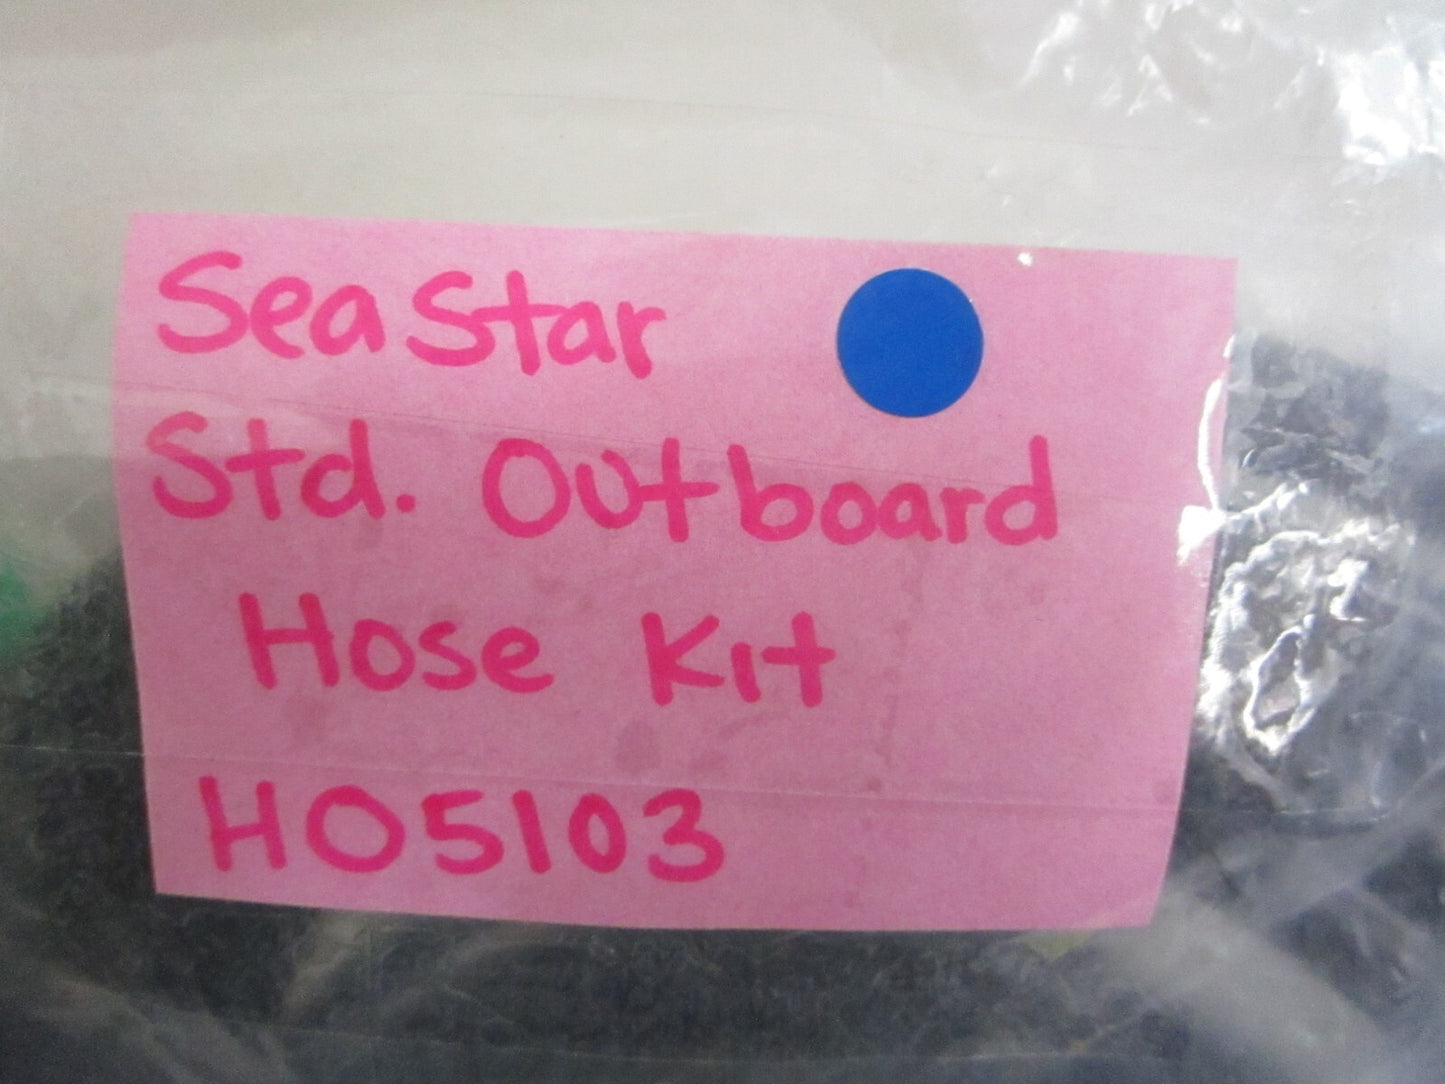 Sea Star
Std. Outboard
Hose Kit
HO5103